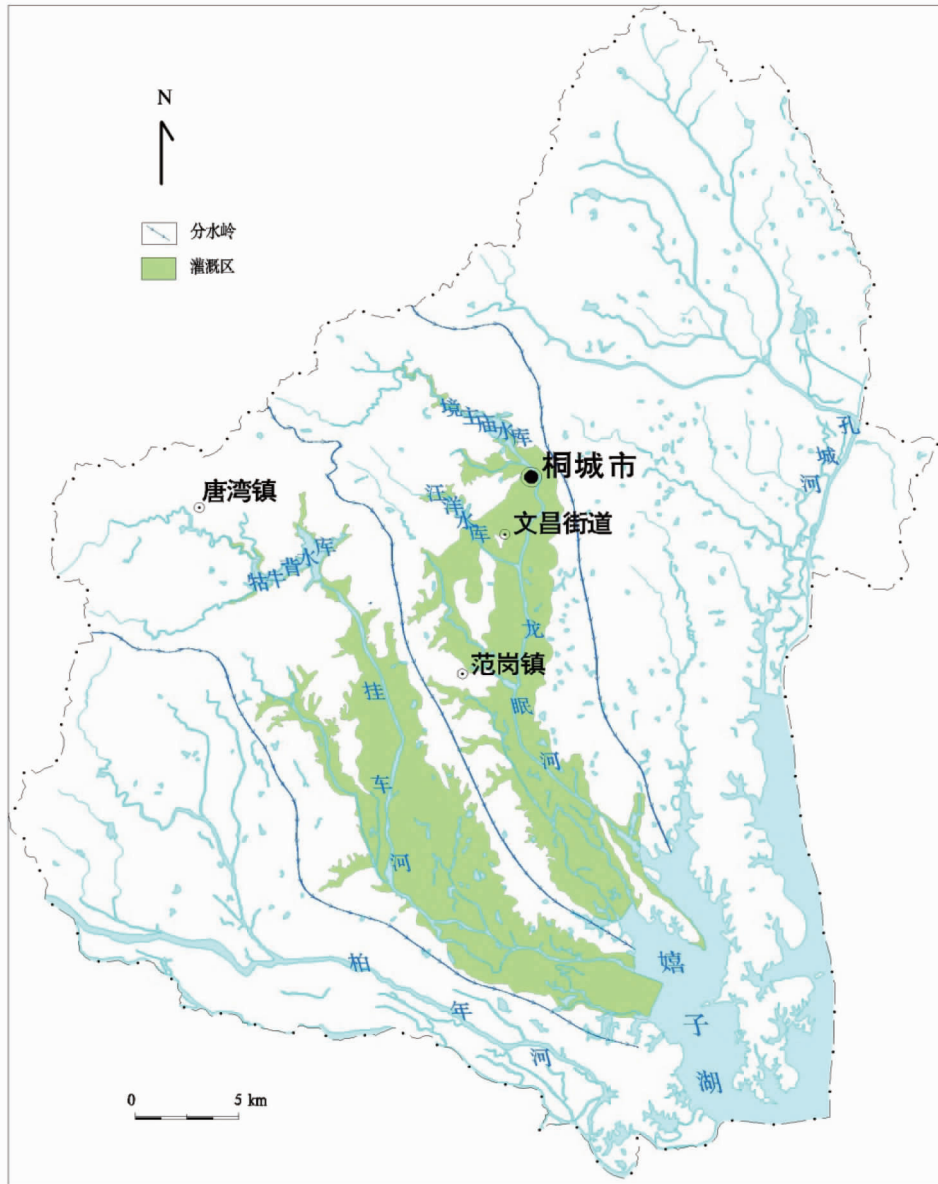 N
分水岭
灌溉区
境主庙水库
桐城市
孔城河
汪洋水库
文昌街道
唐湾镇
牯牛背水库
龙眠河
范岗镇
挂车河
柏年河
嬉子湖
0 5 km